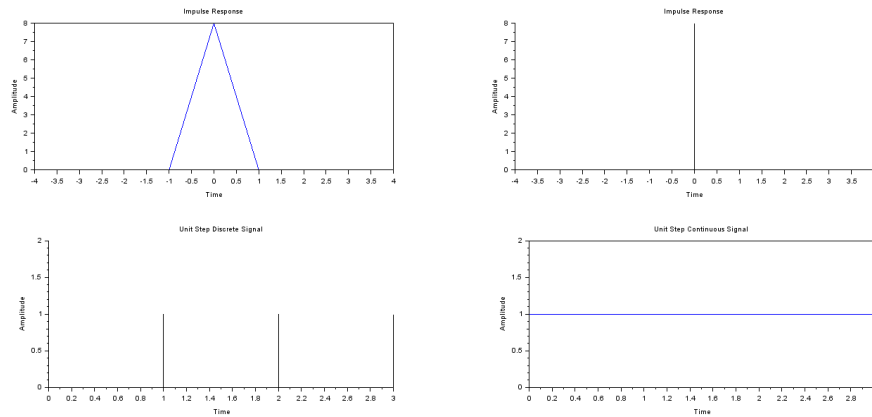 Impulse Response
8
7
6
5
4
3
2
1
0
Amplitude
-4 -3.5 -3 -2.5 -2 -1.5 -1 -0.5 0 0.5 1 1.5 2 2.5 3 3.5 4
Time
Impulse Response
8
7
6
5
4
3
2
1
0
Amplitude
-4 -3.5 -3 -2.5 -2 -1.5 -1 -0.5 0 0.5 1 1.5 2 2.5 3 3.5
Time
Unit Step Discrete Signal
2
1.5
1
0.5
0
Amplitude
0 0.2 0.4 0.6 0.8 1 1.2 1.4 1.6 1.8 2 2.2 2.4 2.6 2.8 3
Time
Unit Step Continuous Signal
2
1.5
1
0.5
0
Amplitude
0 0.2 0.4 0.6 0.8 1 1.2 1.4 1.6 1.8 2 2.2 2.4 2.6 2.8
Time